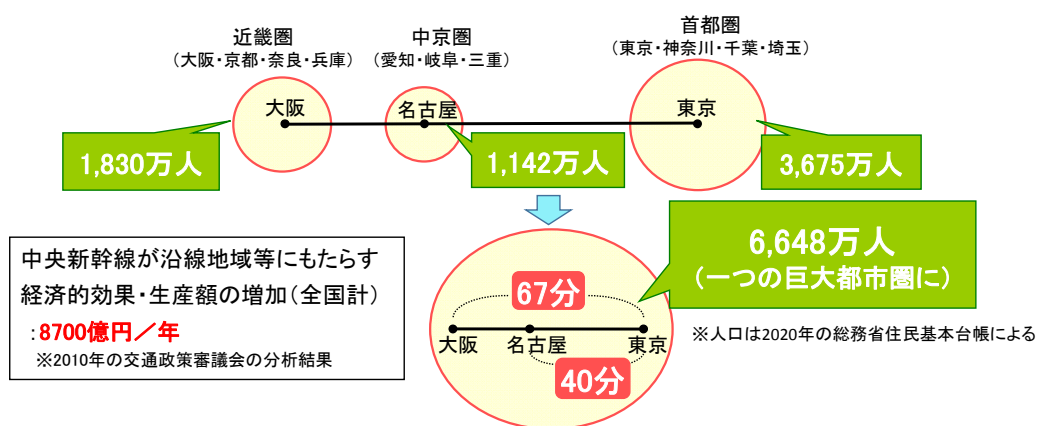 近畿圏
(大阪・京都・奈良・兵庫)
中京圏
(愛知・岐阜・三重)
首都圏
(東京・神奈川・千葉・埼玉)
大阪
名古屋
東京
1,830万人
1,142万人
3,675万人
中央新幹線が沿線地域等にもたらす
経済的効果・生産額の増加(全国計)
:8700億円/年
※2010年の交通政策審議会の分析結果
6,648万人
(一つの巨大都市圏に)
67分
大阪
名古屋
東京
40分
※人口は2020年の総務省住民基本台帳による